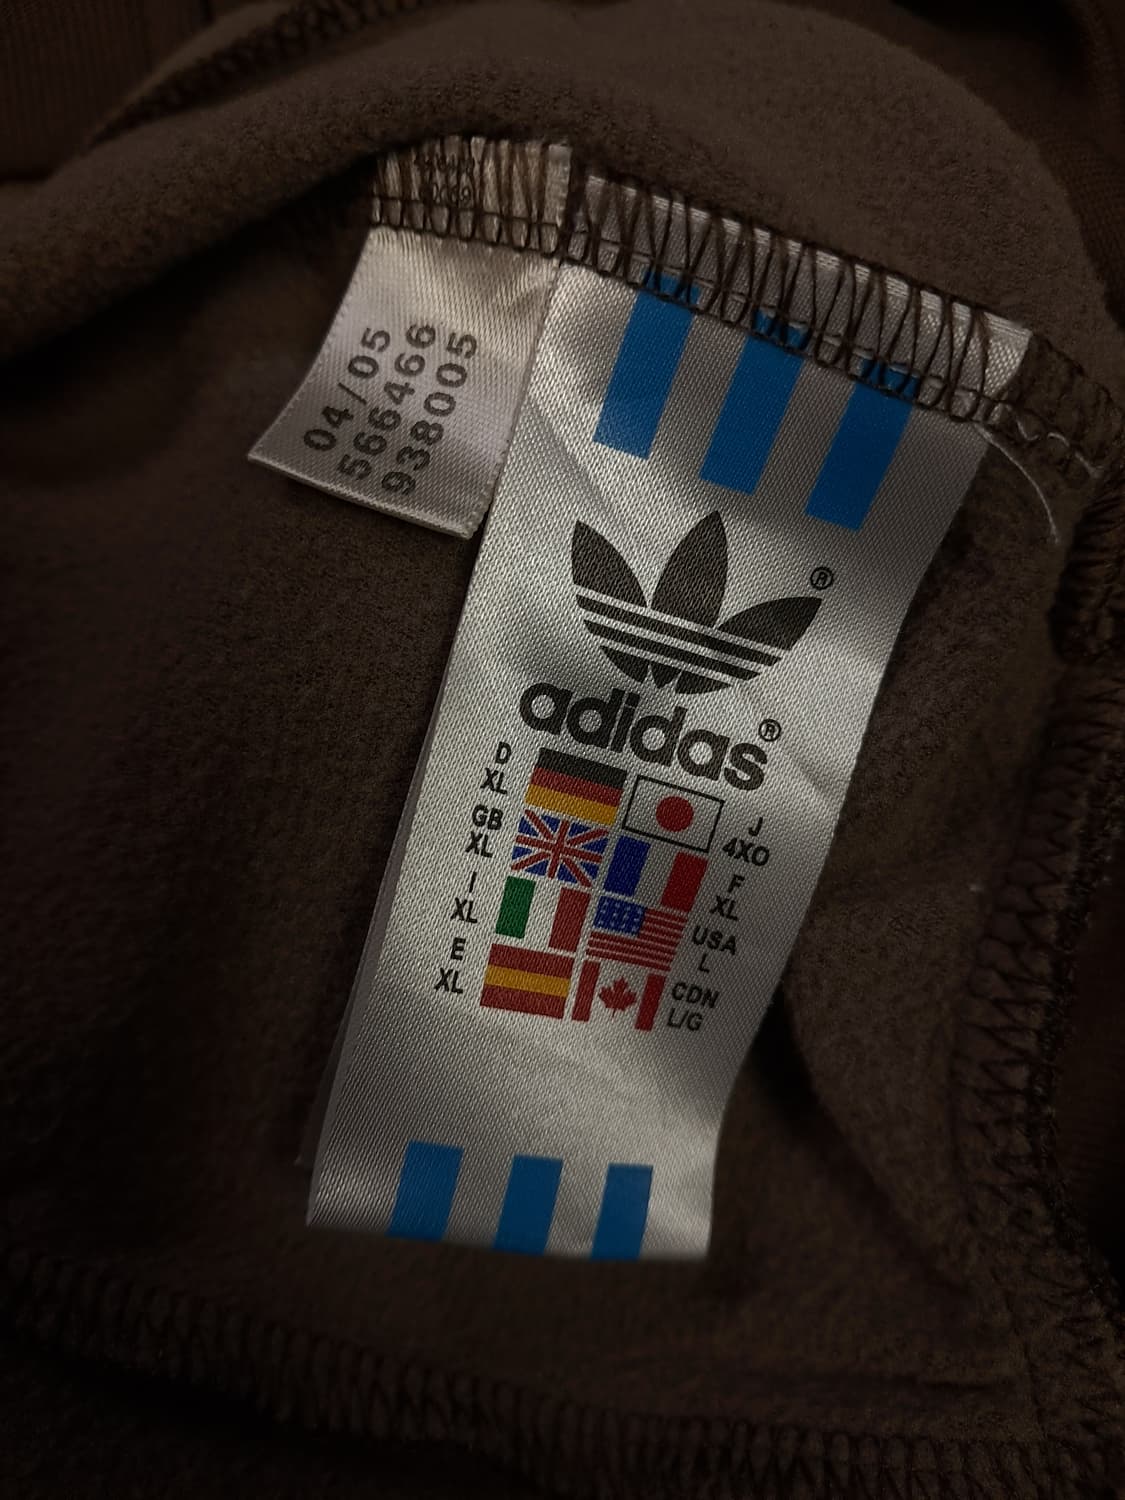 04/05
566466
938005
®
adidas®
D
XL
J
4XO
GB
XL
F
XL
I
XL
USA
L
E
XL
CDN
L/G